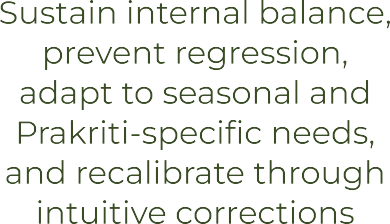 Sustain internal balance,
prevent regression,
adapt to seasonal and
Prakriti-specific needs,
and recalibrate through
intuitive corrections